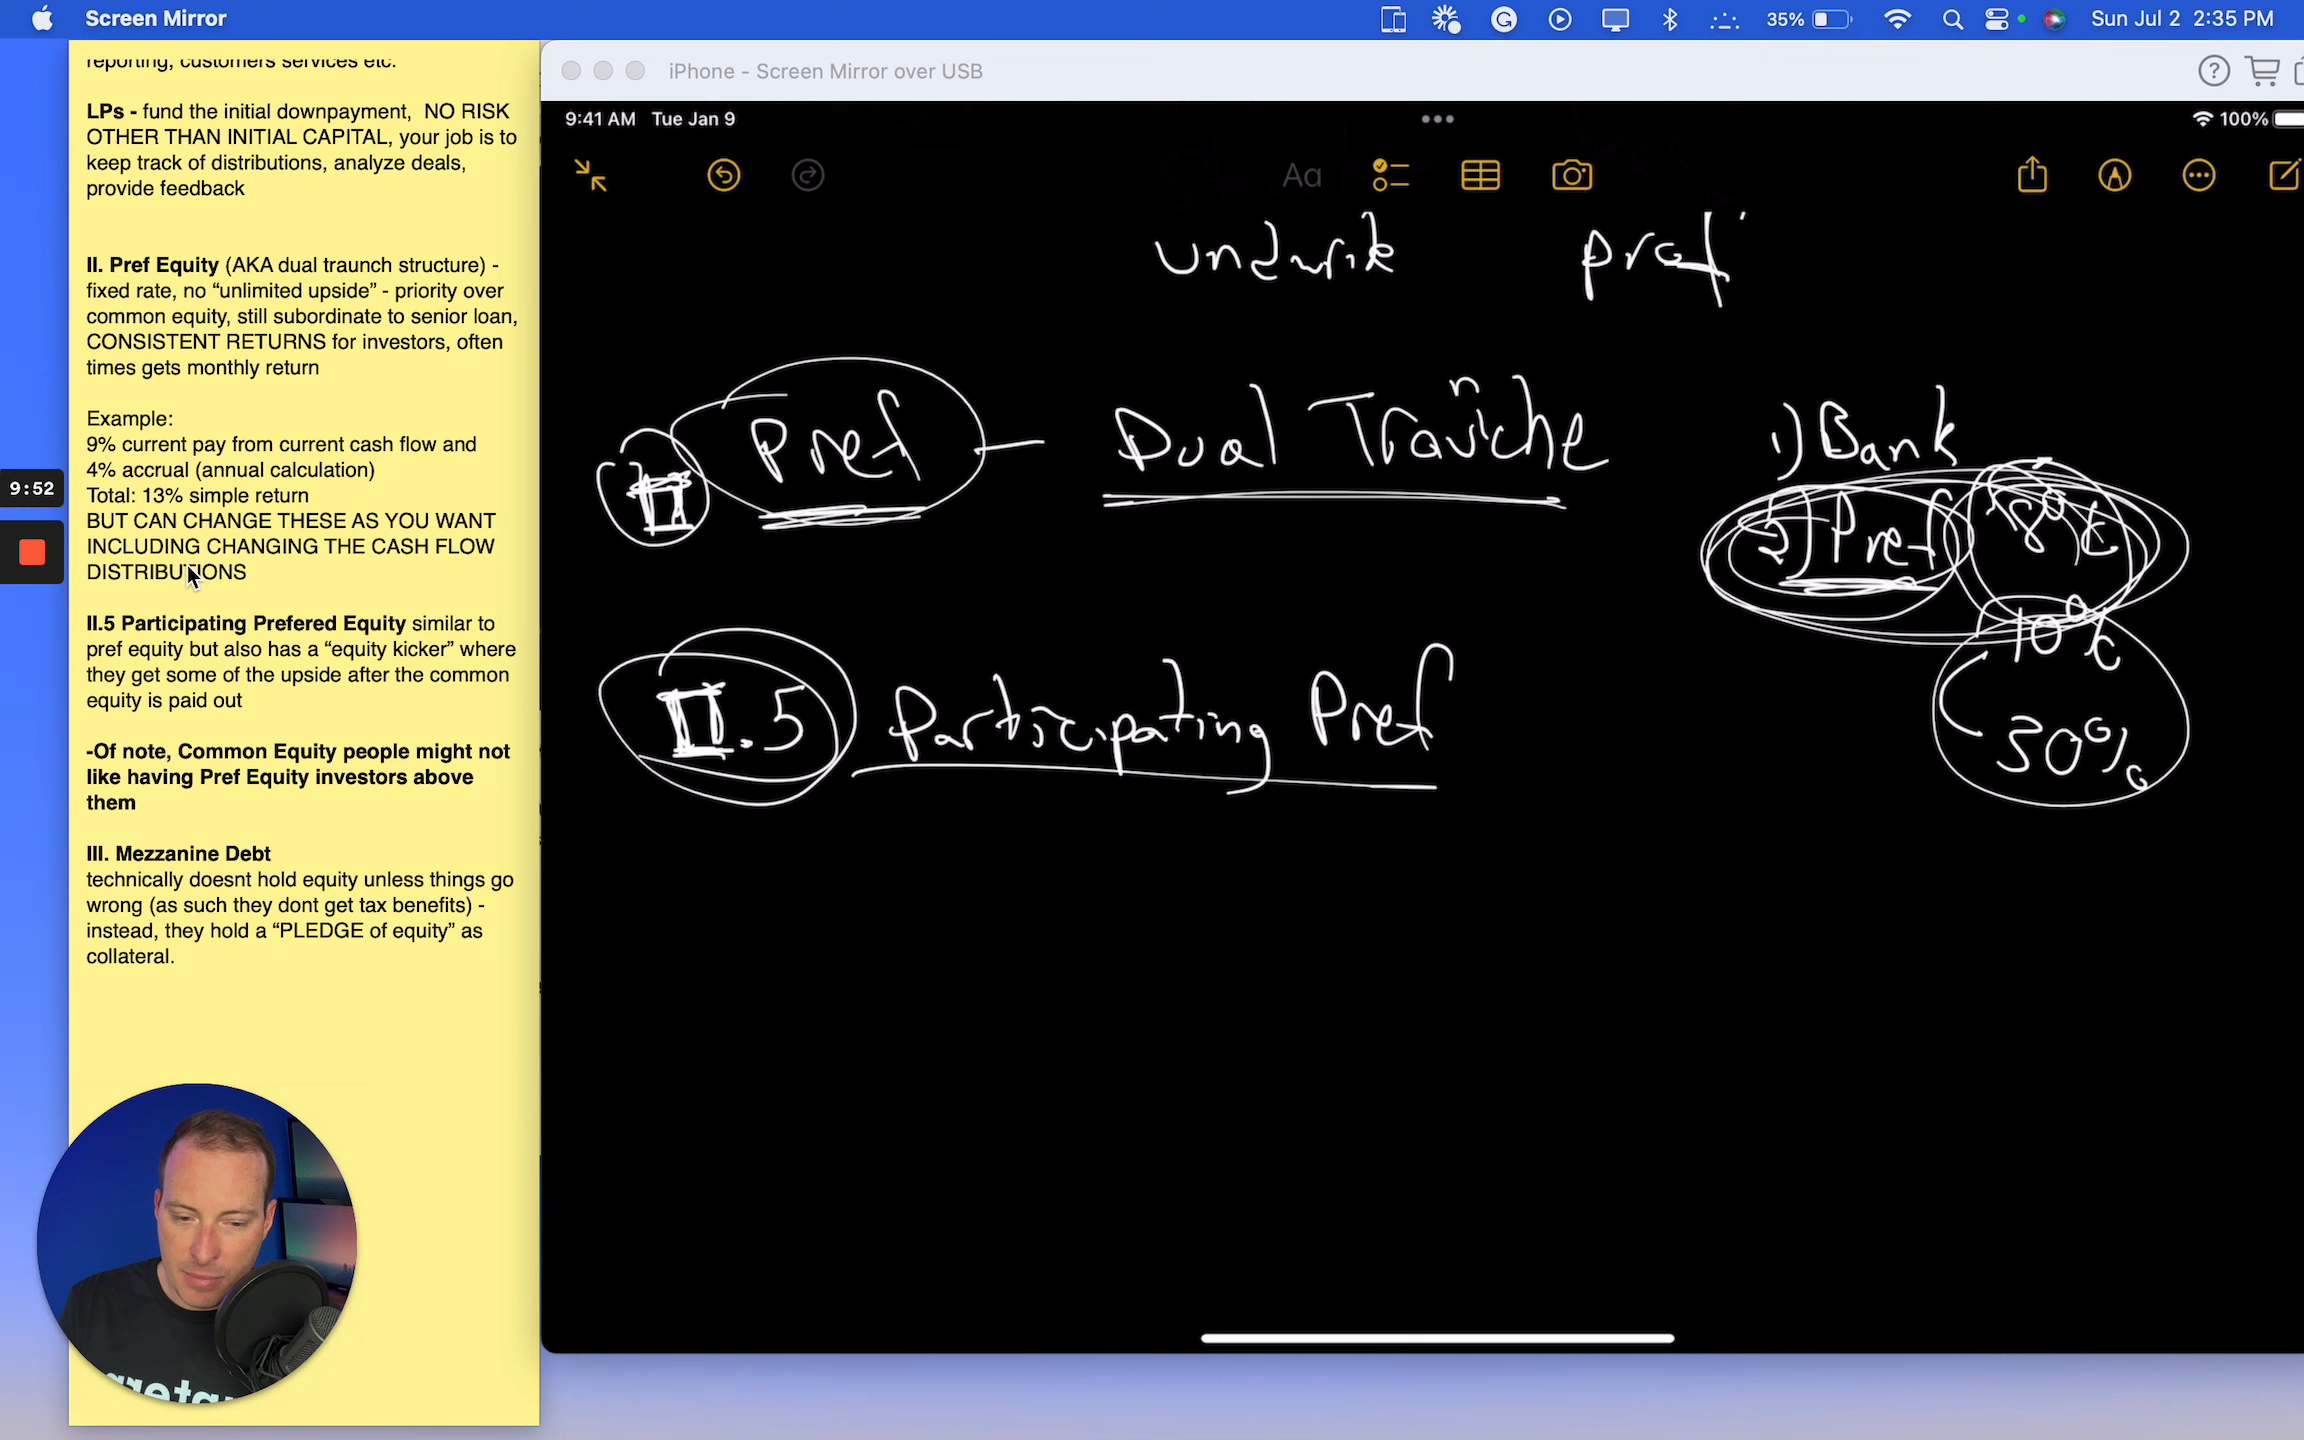 Screen Mirror
35%
Sun Jul 2 2:35 PM
reporting, customers services etc.
LPs - fund the initial downpayment, NO RISK
OTHER THAN INITIAL CAPITAL, your job is to
keep track of distributions, analyze deals,
provide feedback
II. Pref Equity (AKA dual traunch structure) -
fixed rate, no “unlimited upside” - priority over
common equity, still subordinate to senior loan,
CONSISTENT RETURNS for investors, often
times gets monthly return
Example:
9% current pay from current cash flow and
4% accrual (annual calculation)
Total: 13% simple return
BUT CAN CHANGE THESE AS YOU WANT
INCLUDING CHANGING THE CASH FLOW
DISTRIBUTIONS
II.5 Participating Prefered Equity similar to
pref equity but also has a “equity kicker” where
they get some of the upside after the common
equity is paid out
-Of note, Common Equity people might not
like having Pref Equity investors above
them
III. Mezzanine Debt
technically doesnt hold equity unless things go
wrong (as such they dont get tax benefits) -
instead, they hold a “PLEDGE of equity” as
collateral.
9:52
iPhone - Screen Mirror over USB
9:41 AM Tue Jan 9
100%
Aa
pref
II Pref - Dual Tranche
1) Bank
2) Pref 8%
10%
30%
II.5 Participating Pref